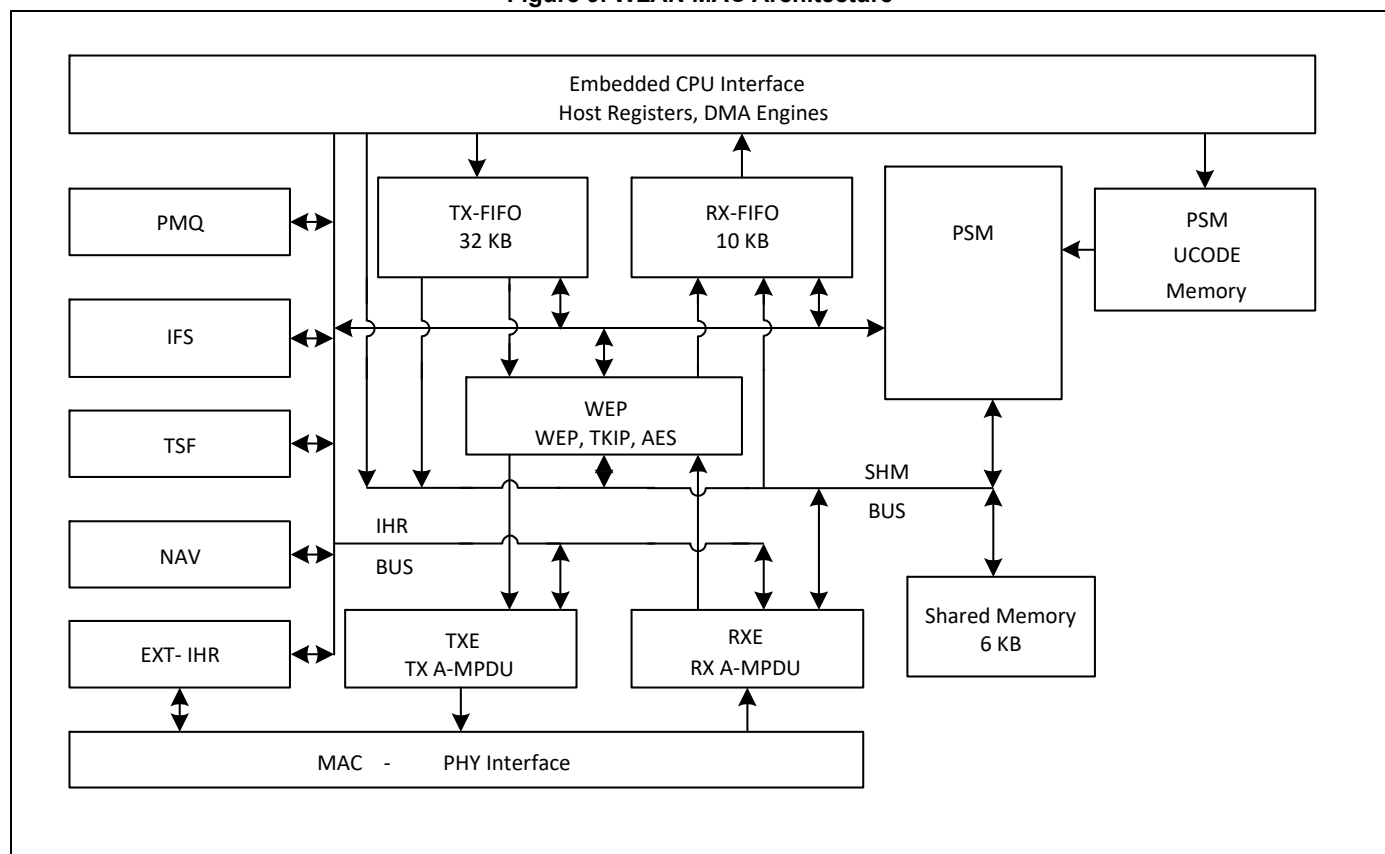 Embedded CPU Interface
Host Registers, DMA Engines
PMQ
TX-FIFO
32 KB
RX-FIFO
10 KB
PSM
PSM
UCODE
Memory
IFS
WEP
WEP, TKIP, AES
TSF
SHM
BUS
IHR
BUS
NAV
Shared Memory
6 KB
EXT- IHR
TXE
TX A-MPDU
RXE
RX A-MPDU
MAC - PHY Interface